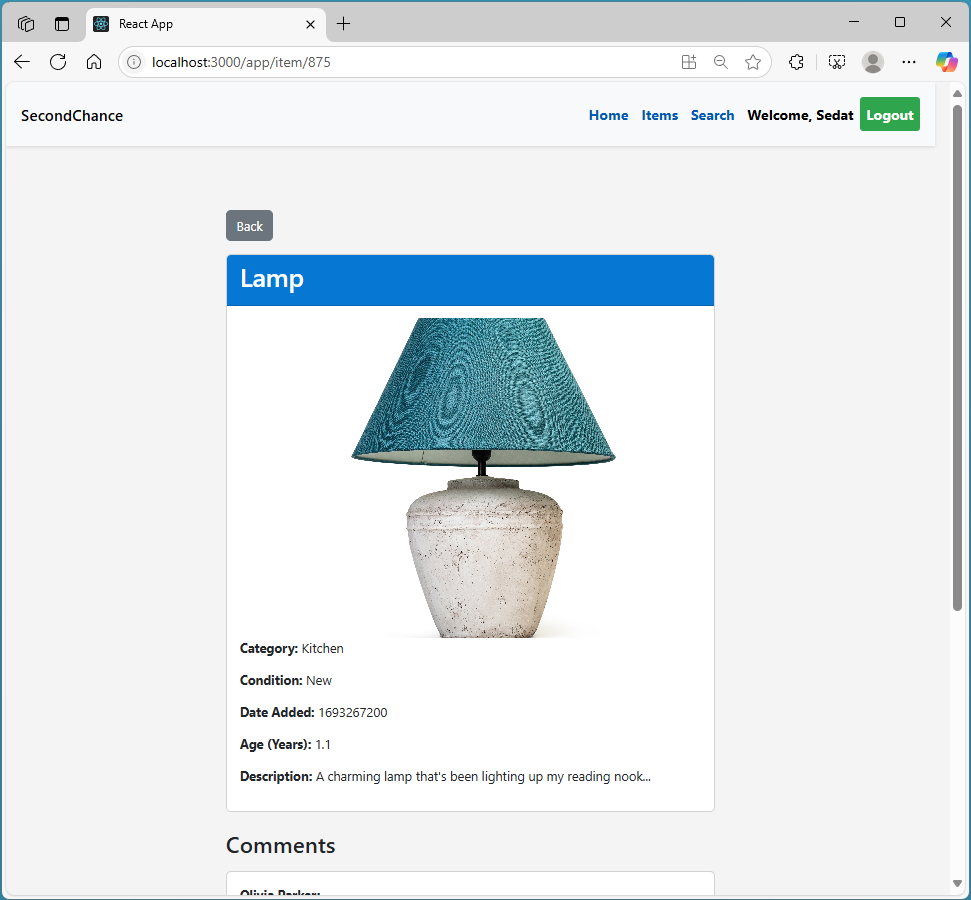 React App
localhost:3000/app/item/875
SecondChance
Home Items Search Welcome, Sedat Logout
Back
Lamp
Category: Kitchen
Condition: New
Date Added: 1693267200
Age (Years): 1.1
Description: A charming lamp that's been lighting up my reading nook...
Comments
Olivia Parker: